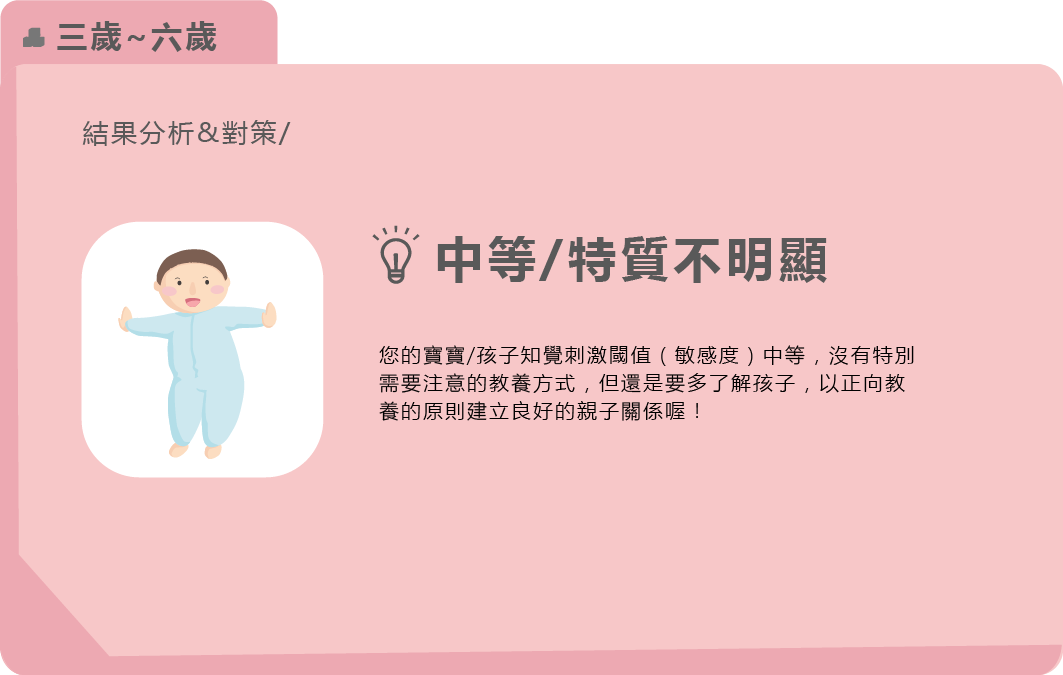 三歲~六歲
結果分析&對策/
中等/特質不明顯
您的寶寶/孩子知覺刺激閾值（敏感度）中等，沒有特別
需要注意的教養方式，但還是要多了解孩子，以正向教
養的原則建立良好的親子關係喔！